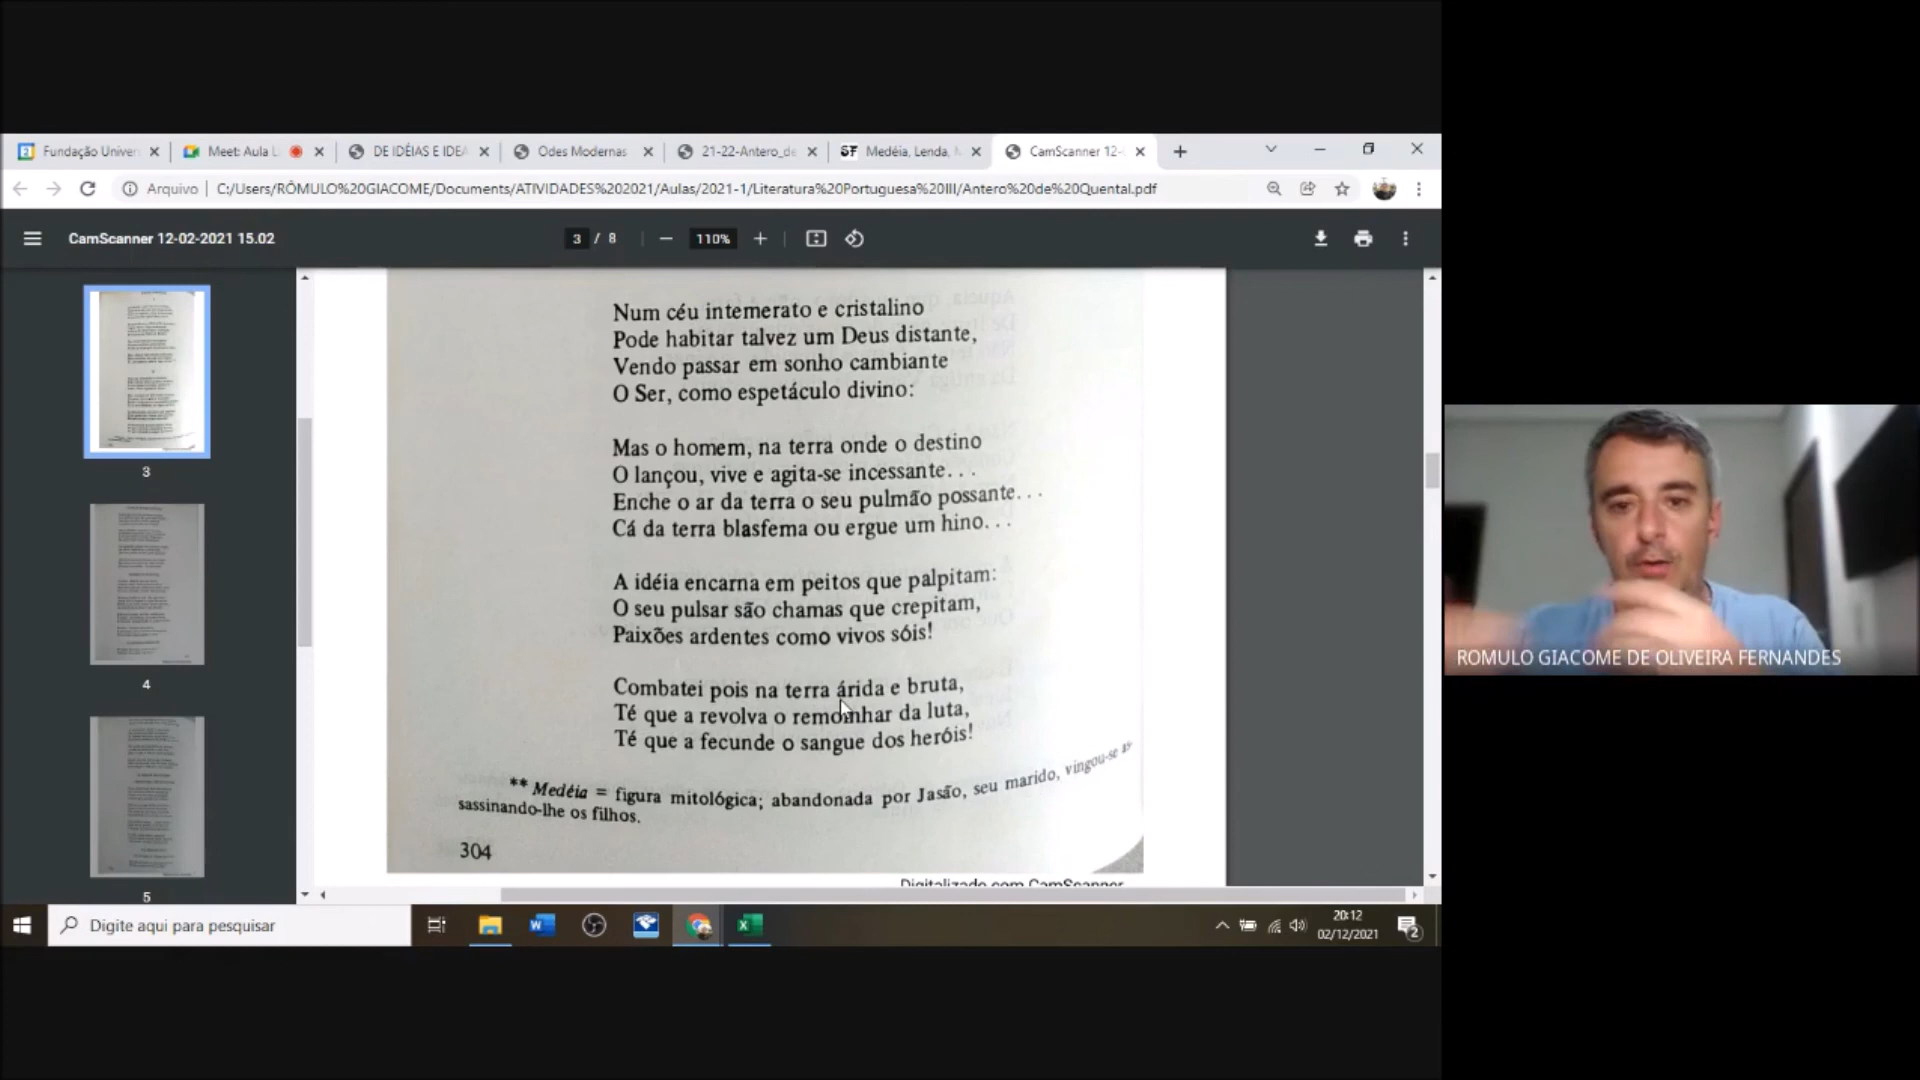 Fundação Univer
Meet: Aula L
DE IDÉIAS E IDEA
Odes Modernas
21-22-Antero_de
SF Medéia, Lenda,
CamScanner 12-
Arquivo
C:/Users/RÔMULO%20GIACOME/Documents/ATIVIDADES%202021/Aulas/2021-1/Literatura%20Portuguesa%20III/Antero%20de%20Quental.pdf
CamScanner 12-02-2021 15.02
3 / 8
110%
Num céu intemerato e cristalino
Pode habitar talvez um Deus distante,
Vendo passar em sonho cambiante
O Ser, como espetáculo divino:
Mas o homem, na terra onde o destino
O lançou, vive e agita-se incessante. . .
Enche o ar da terra o seu pulmão possante. . .
Cá da terra blasfema ou ergue um hino. . .
A idéia encarna em peitos que palpitam:
O seu pulsar são chamas que crepitam,
Paixões ardentes como vivos sóis!
Combatei pois na terra árida e bruta,
Té que a revolva o remoinhar da luta,
Té que a fecunde o sangue dos heróis!
** Medéia = figura mitológica; abandonada por Jasão, seu marido, vingou-se as-
sassinando-lhe os filhos.
304
Digitalizado com CamScanner
3
4
5
ROMULO GIACOME DE OLIVEIRA FERNANDES
Digite aqui para pesquisar
20:12
02/12/2021
2